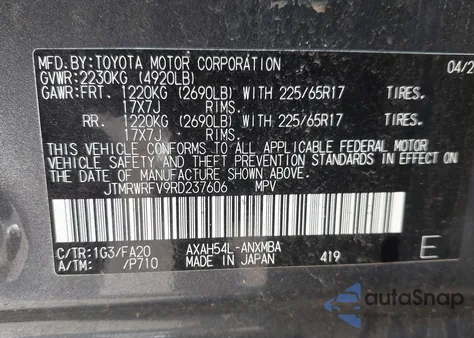 MFD.BY:TOYOTA MOTOR CORPORATION 04/2
GVWR:2230KG (4920LB)
GAWR:FRT. 1220KG (2690LB) WITH 225/65R17 TIRES.
17X7J RIMS.
RR. 1220KG (2690LB) WITH 225/65R17 TIRES.
17X7J RIMS.
THIS VEHICLE CONFORMS TO ALL APPLICABLE FEDERAL MOTOR
VEHICLE SAFETY AND THEFT PREVENTION STANDARDS IN EFFECT ON
THE DATE OF MANUFACTURE SHOWN ABOVE.
JTMRWRFV9RD237606 MPV
C/TR:1G3/FA20 AXAH54L-ANXMBA
A/TM: /P710 MADE IN JAPAN 419 E
autoSnap